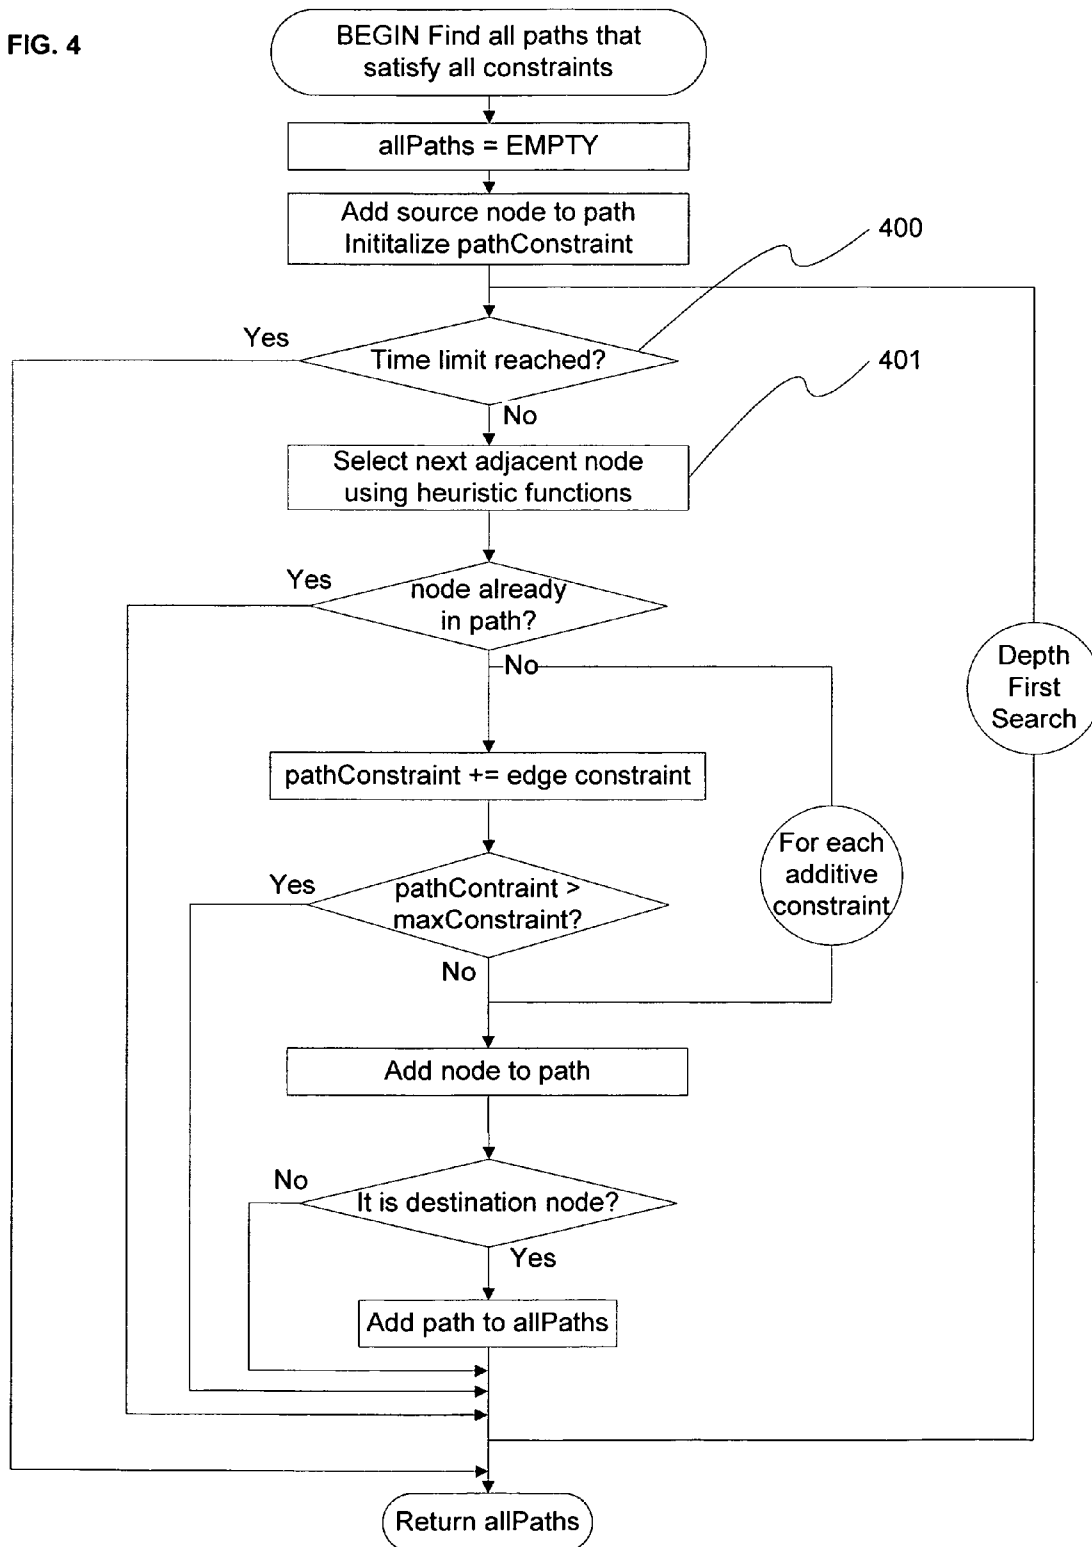 FIG. 4
BEGIN Find all paths that
satisfy all constraints
allPaths = EMPTY
Add source node to path
Inititalize pathConstraint
400
Yes
Time limit reached?
401
No
Select next adjacent node
using heuristic functions
Yes
node already
in path?
No
Depth
First
Search
pathConstraint += edge constraint
For each
additive
constraint
Yes
pathContraint >
maxConstraint?
No
Add node to path
No
It is destination node?
Yes
Add path to allPaths
Return allPaths